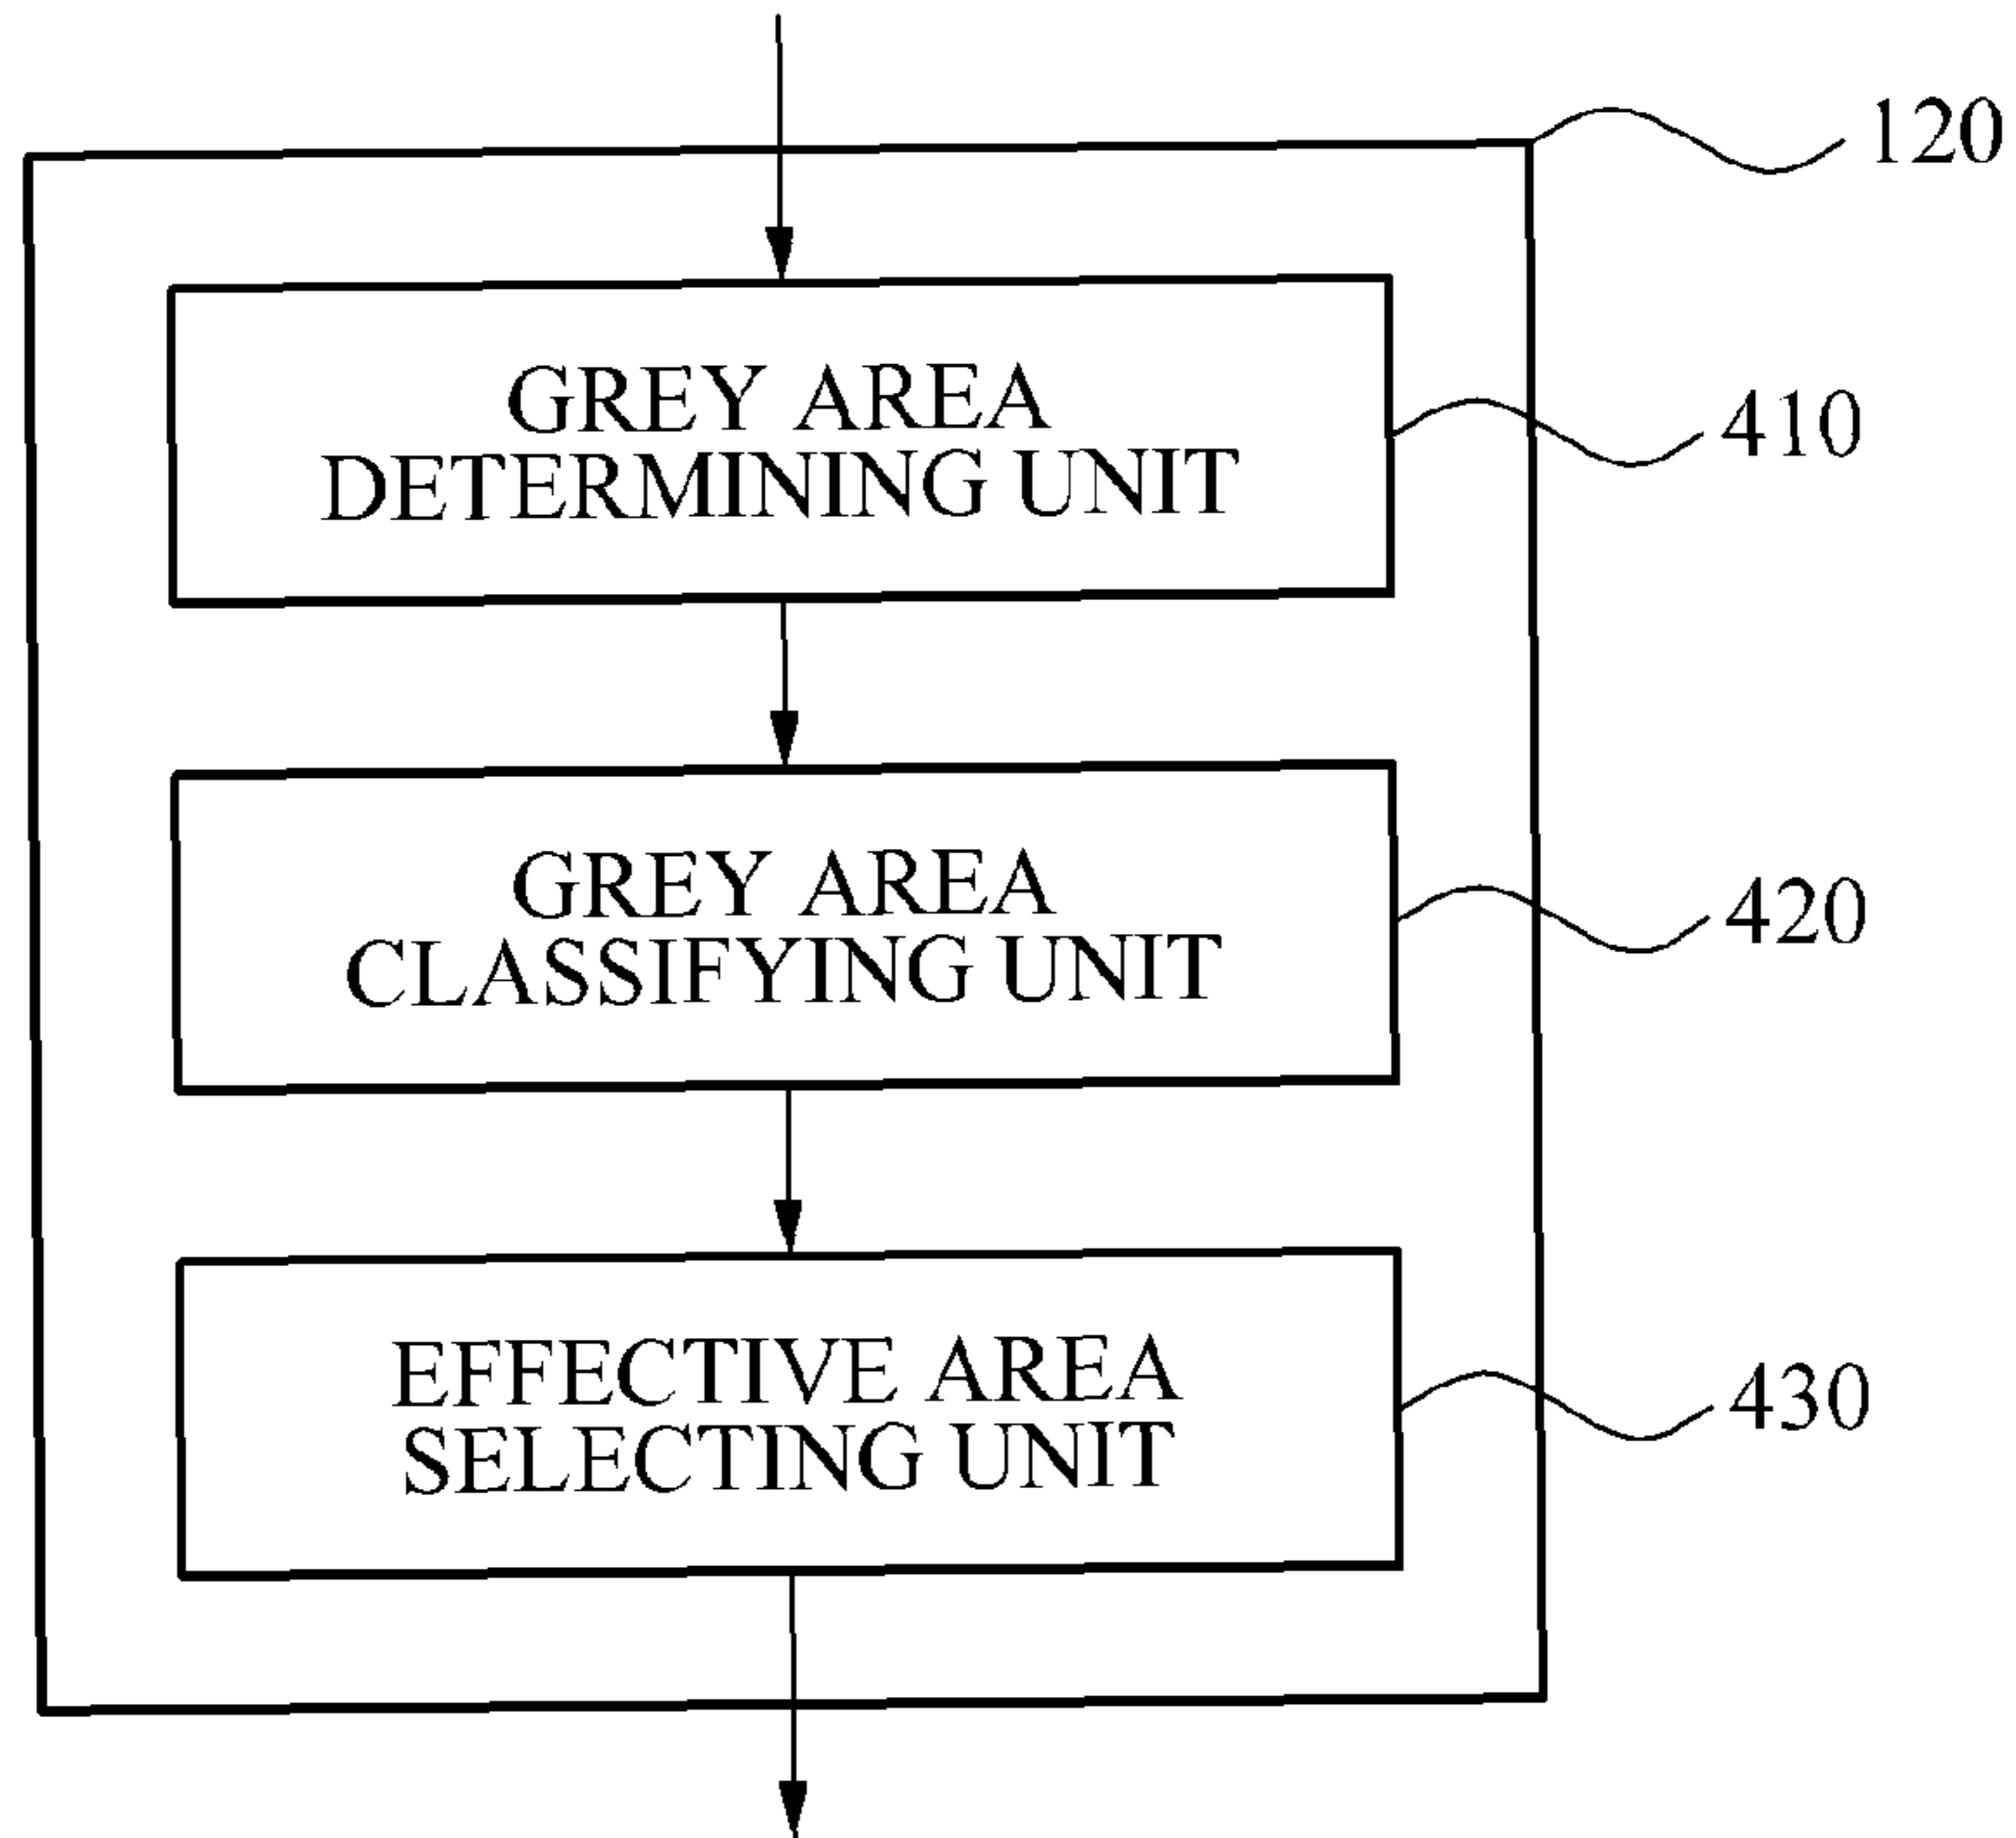 120
GREY AREA
DETERMINING UNIT
410
GREY AREA
CLASSIFYING UNIT
420
EFFECTIVE AREA
SELECTING UNIT
430